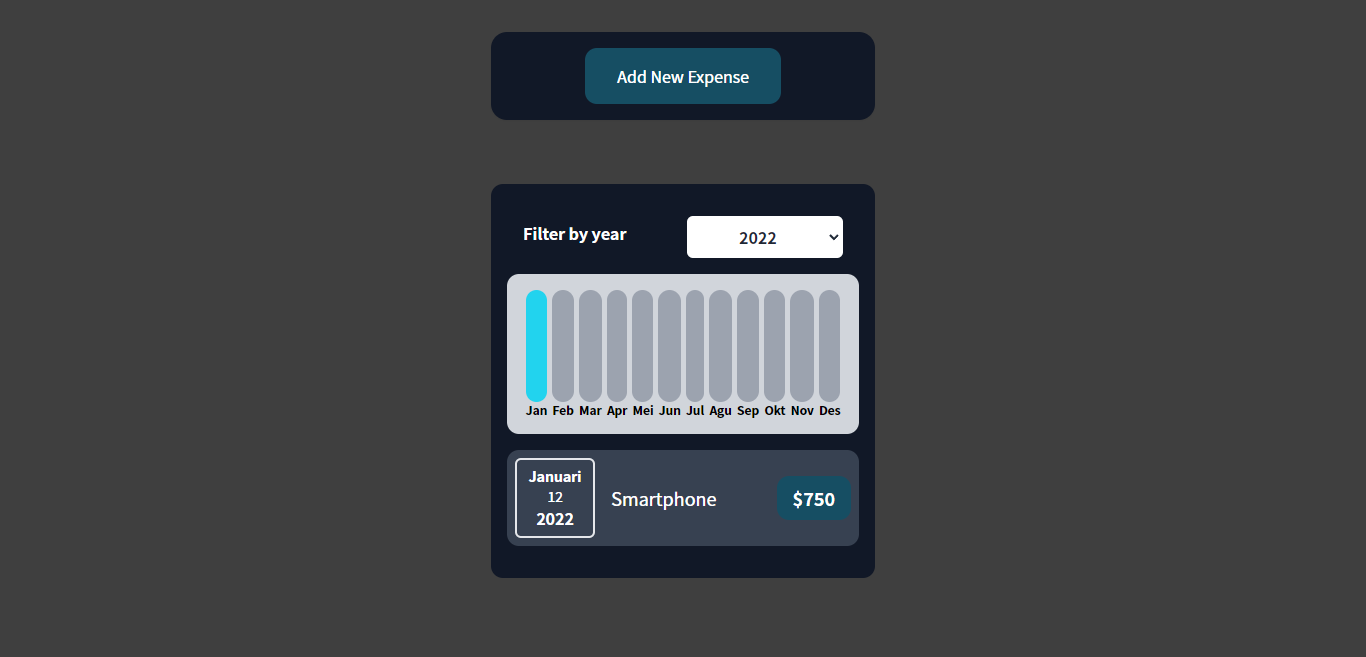 Add New Expense
Filter by year
2022
Jan Feb Mar Apr Mei Jun Jul Agu Sep Okt Nov Des
Januari
12
2022
Smartphone
$750